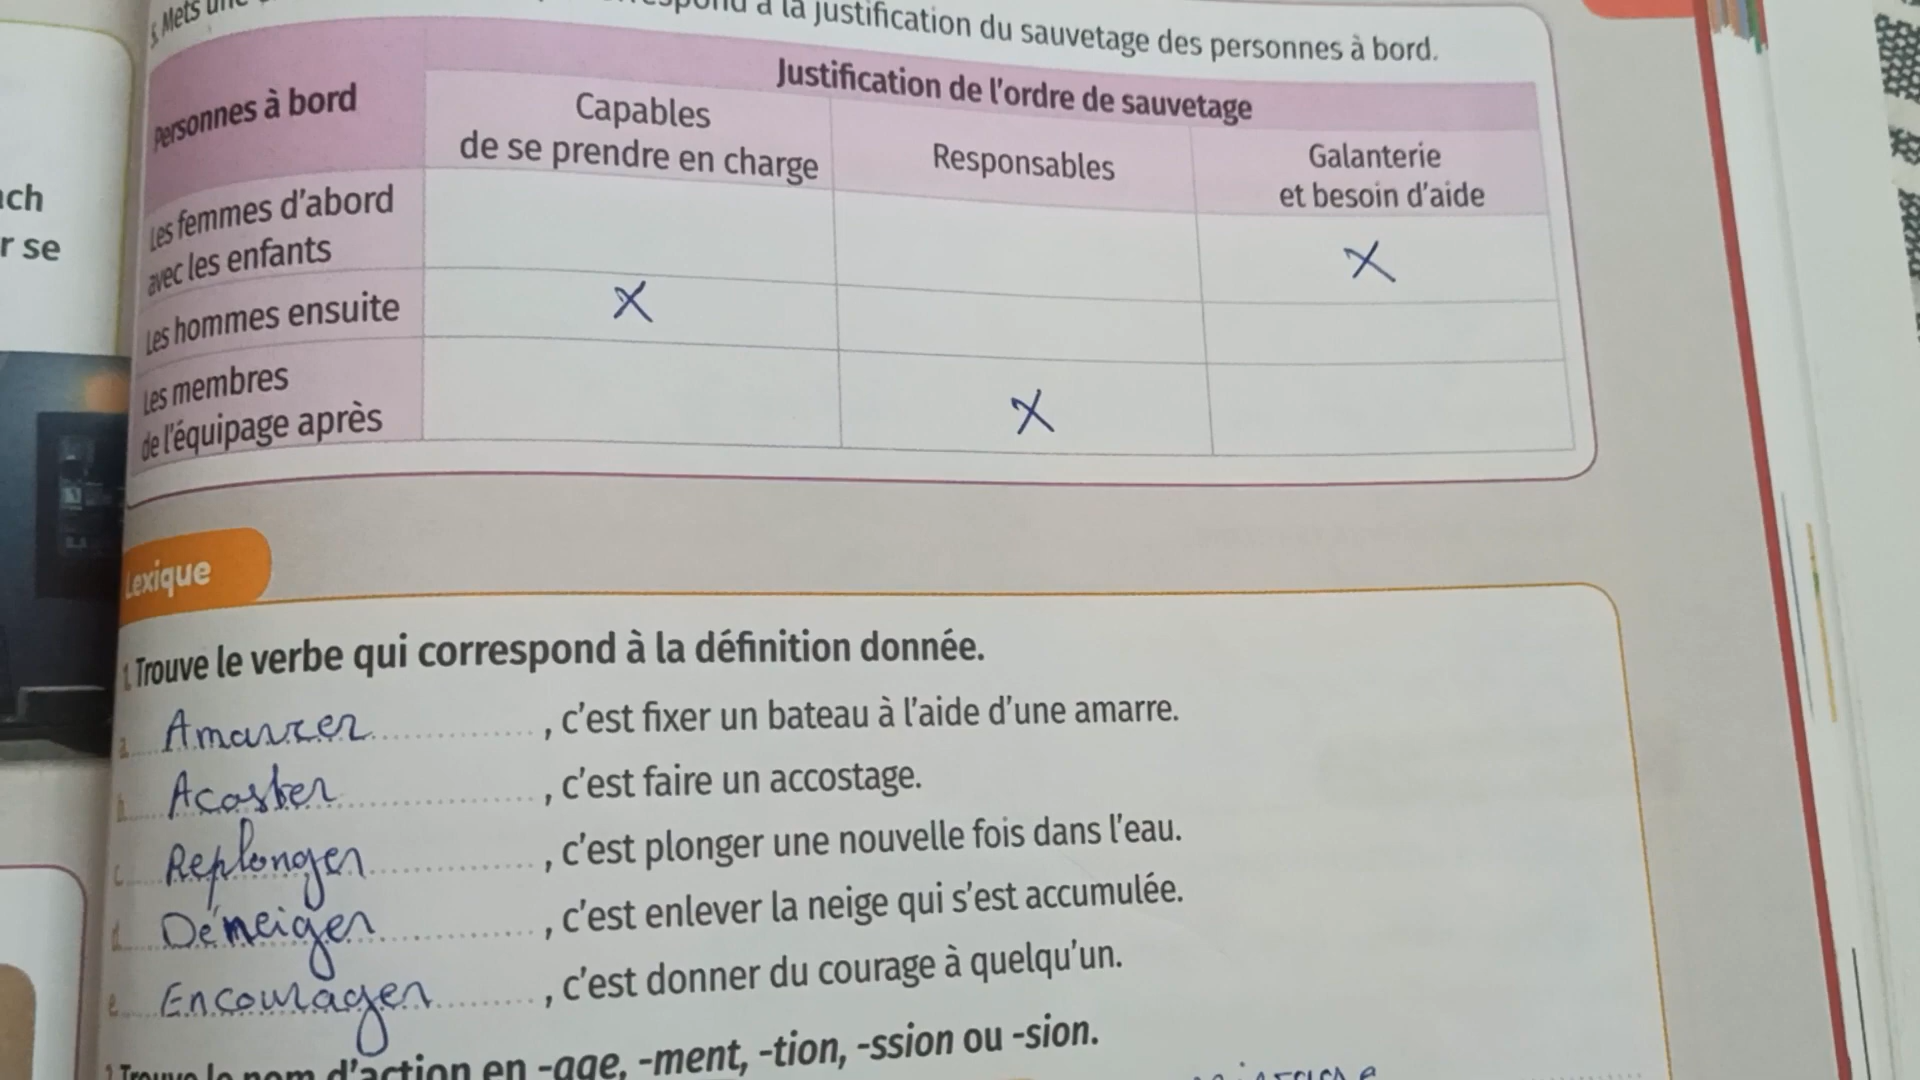 5. Mets
à la justification du sauvetage des personnes à bord.
Personnes à bord
Justification de l'ordre de sauvetage
Capables
de se prendre en charge
Responsables
Galanterie
et besoin d'aide
Les femmes d'abord
avec les enfants
X
Les hommes ensuite
X
Les membres
de l'équipage après
X
r se
Lexique
1. Trouve le verbe qui correspond à la définition donnée.
a. Amarrer , c'est fixer un bateau à l'aide d'une amarre.
b. Acoster , c'est faire un accostage.
c. Replonger , c'est plonger une nouvelle fois dans l'eau.
d. Déneiger , c'est enlever la neige qui s'est accumulée.
e. Encourager , c'est donner du courage à quelqu'un.
Trouve le nom d'action en -age, -ment, -tion, -ssion ou -sion.